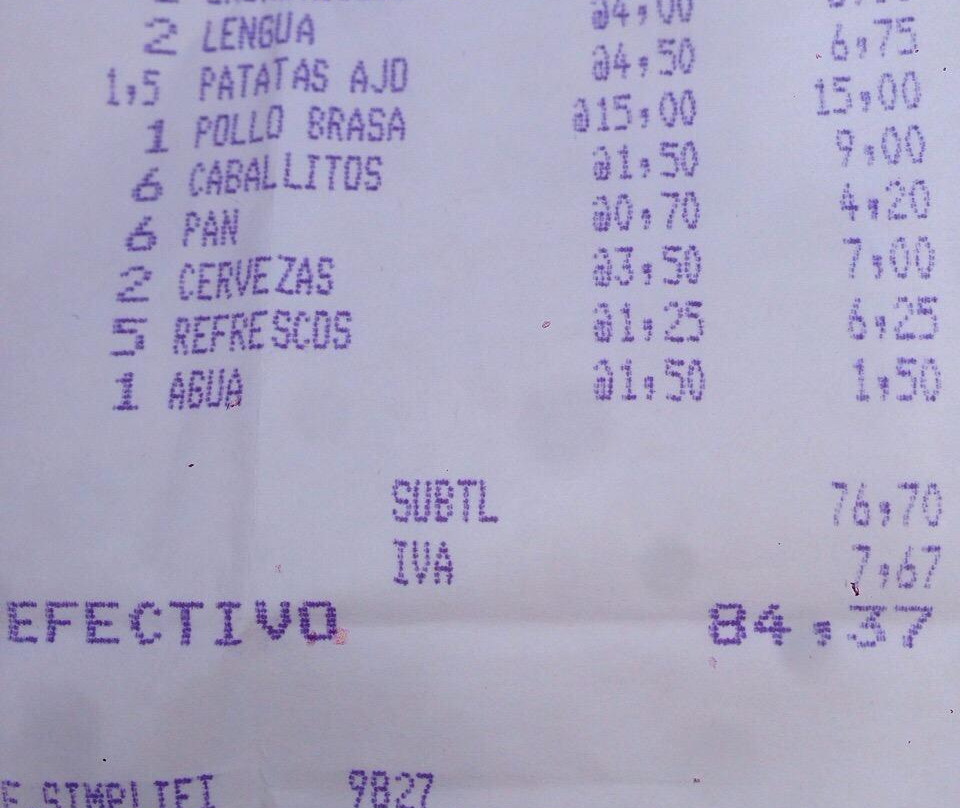 2 LENGUA @4,00
1,5 PATATAS AJO @4,50 6,75
1 POLLO BRASA @15,00 15,00
6 CABALLITOS @1,50 9,00
6 PAN @0,70 4,20
2 CERVEZAS @3,50 7,00
5 REFRESCOS @1,25 6,25
1 AGUA @1,50 1,50
SUBTL 76,70
IVA 7,67
EFECTIVO 84,37
9827